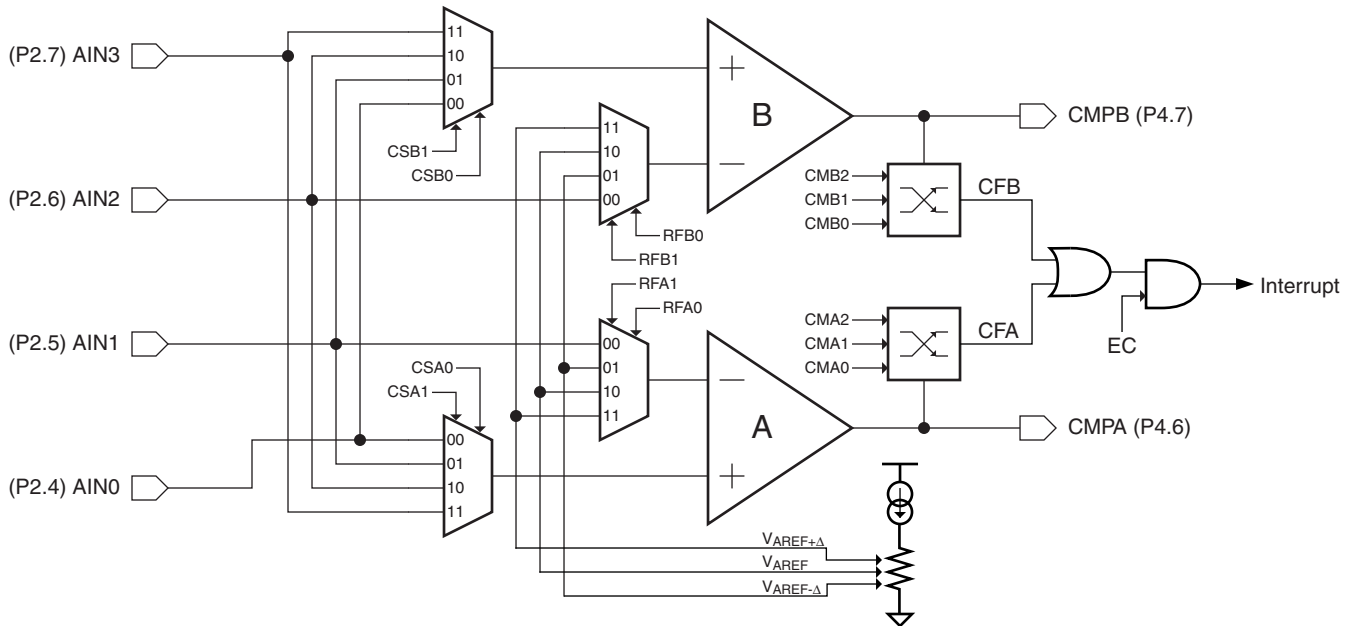 (P2.7) AIN3
11
10
01
00
CSB1
CSB0
B
CMPB (P4.7)
11
10
01
00
RFB0
RFB1
CMB2
CMB1
CMB0
CFB
(P2.6) AIN2
Interrupt
EC
RFA1
RFA0
(P2.5) AIN1
00
01
10
11
CMA2
CMA1
CMA0
CFA
CSA0
CSA1
A
CMPA (P4.6)
00
01
10
11
(P2.4) AIN0
VAREF+Δ
VAREF
VAREF-Δ